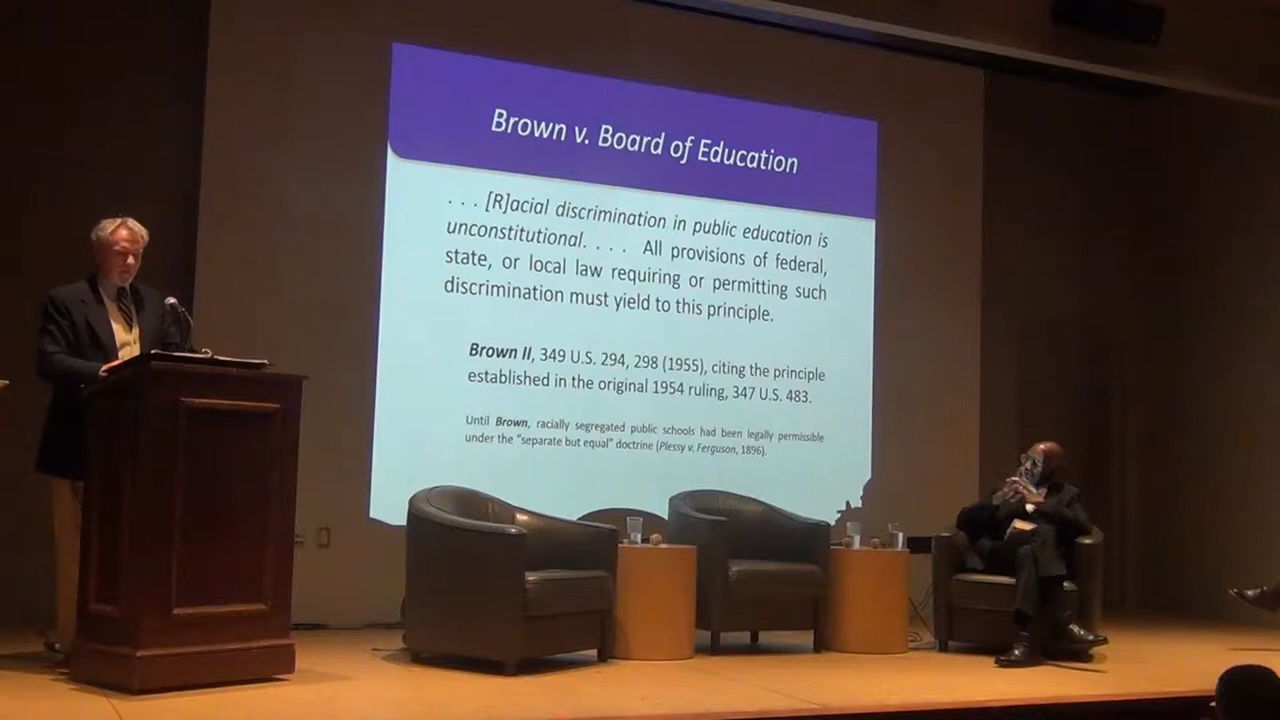 Brown v. Board of Education
. . . [R]acial discrimination in public education is
unconstitutional. . . . All provisions of federal,
state, or local law requiring or permitting such
discrimination must yield to this principle.
Brown II, 349 U.S. 294, 298 (1955), citing the principle
established in the original 1954 ruling, 347 U.S. 483.
Until Brown, racially segregated public schools had been legally permissible
under the "separate but equal" doctrine (Plessy v. Ferguson, 1896).